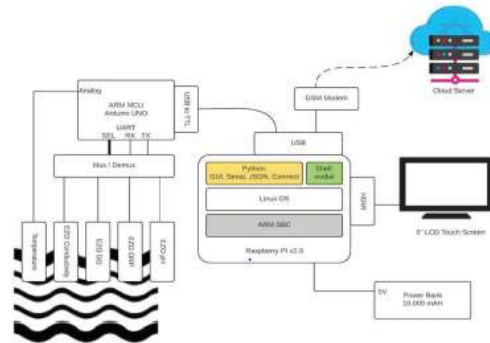 Cloud Server
GSM Modem
Analog
ARM MCU
Arduino UNO
UART
SEL RX TX
USB to TTL
Mux / Demux
USB
Python:
GUI, Serial, JSON, Connect
Shell:
Linux OS
ARM SBC
Raspberry Pi v3.0
HDMI
5" LCD Touch Screen
5V
Power Bank
10.000 mAH
Temperature
EZO Conductivity
EZO DO
EZO ORP
EZO pH